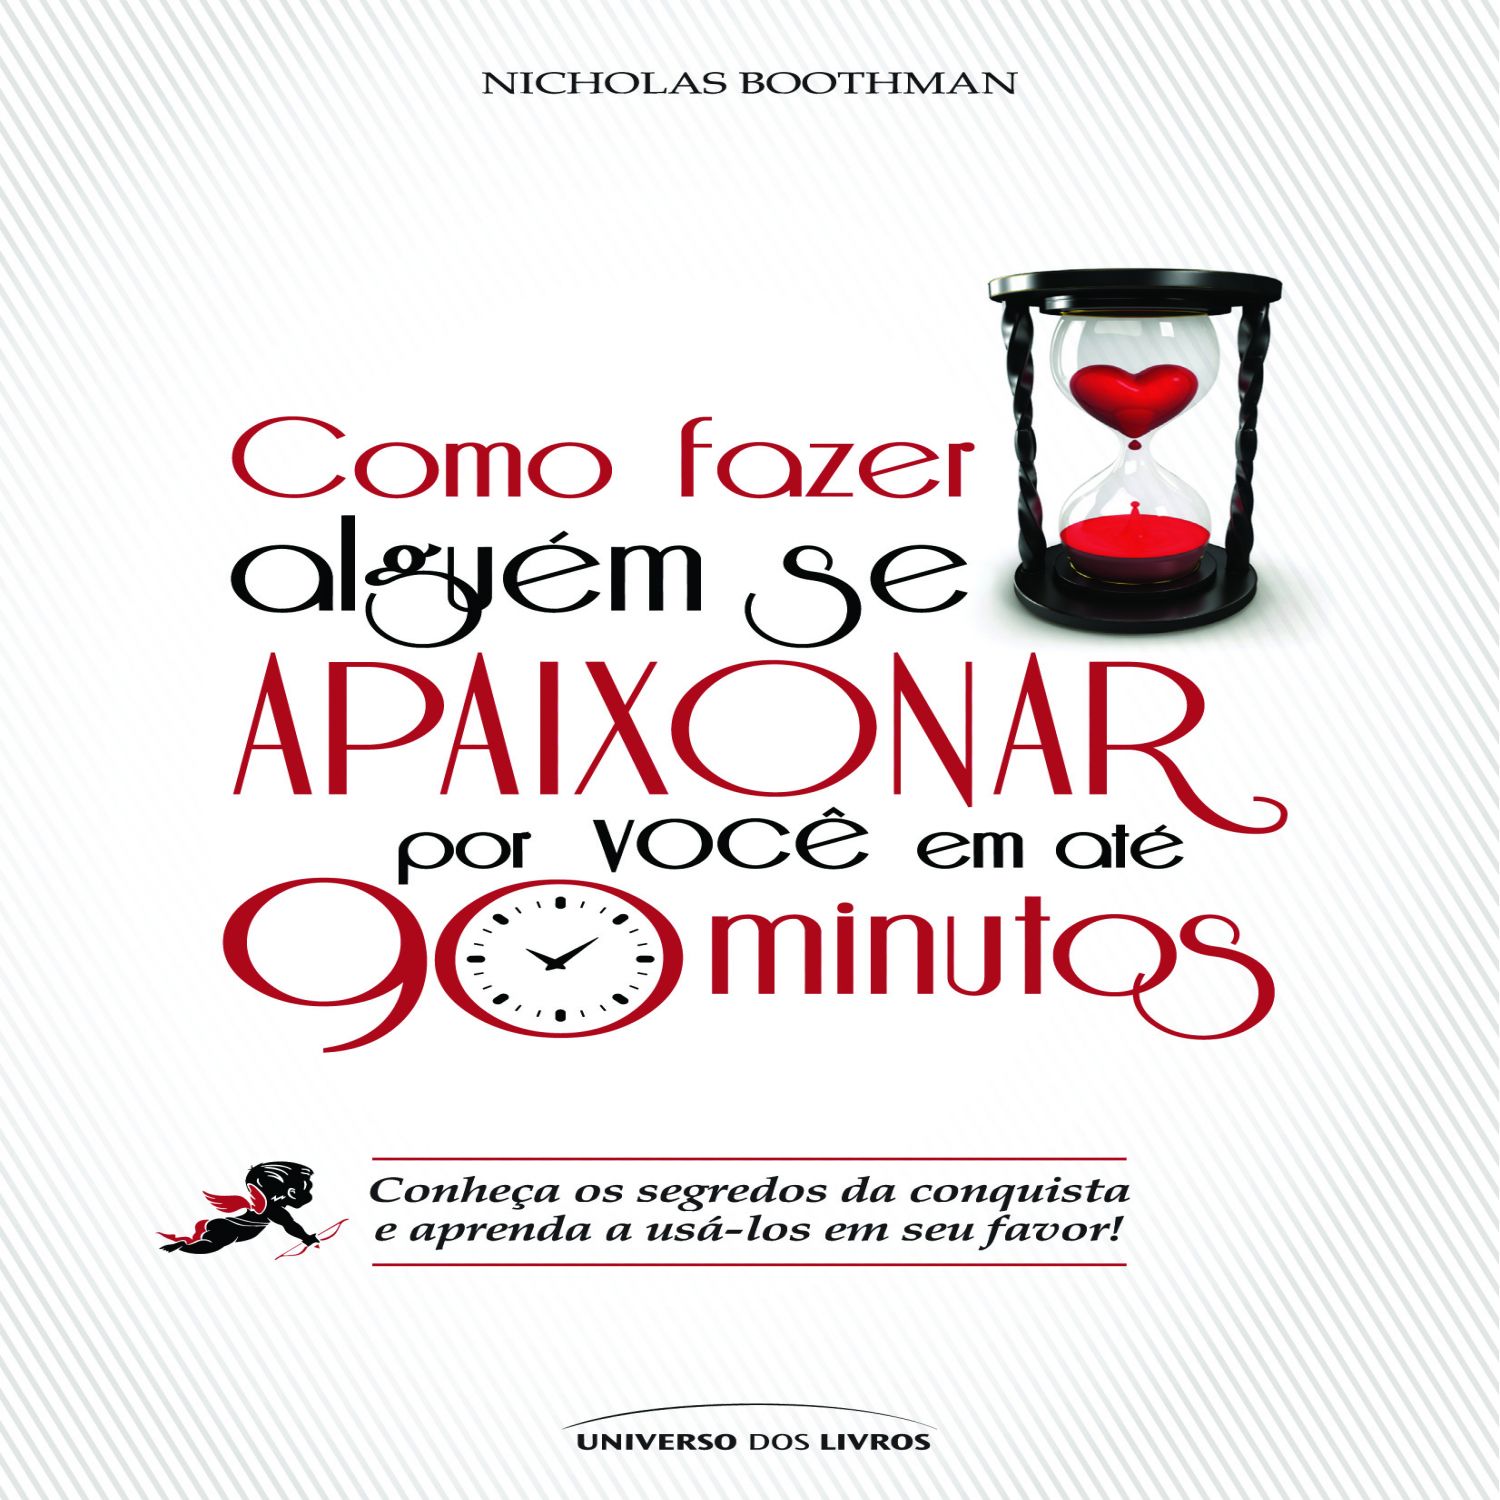 NICHOLAS BOOTHMAN
Como fazer
alguém se
APAIXONAR
por VOCÊ em até
90 minutos
Conheça os segredos da conquista
e aprenda a usá-los em seu favor!
UNIVERSO DOS LIVROS